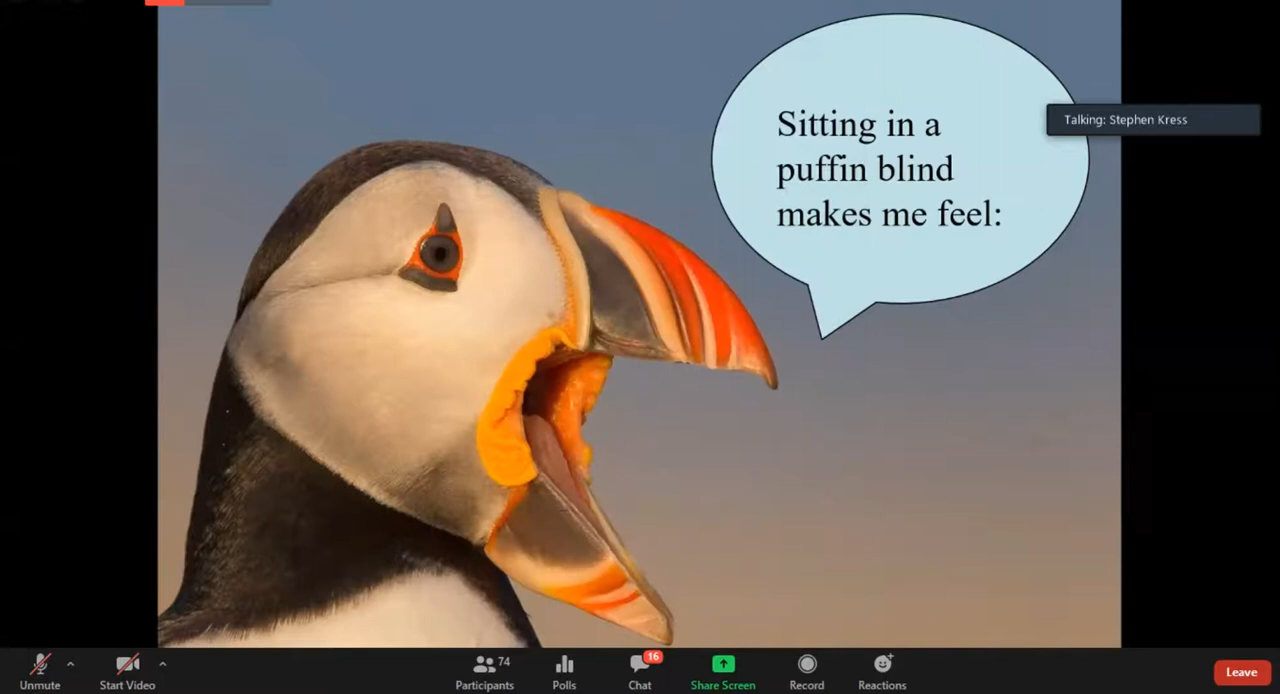 Sitting in a
puffin blind
makes me feel:
Talking: Stephen Kress
Unmute
Start Video
Participants
74
Polls
Chat
16
Share Screen
Record
Reactions
Leave